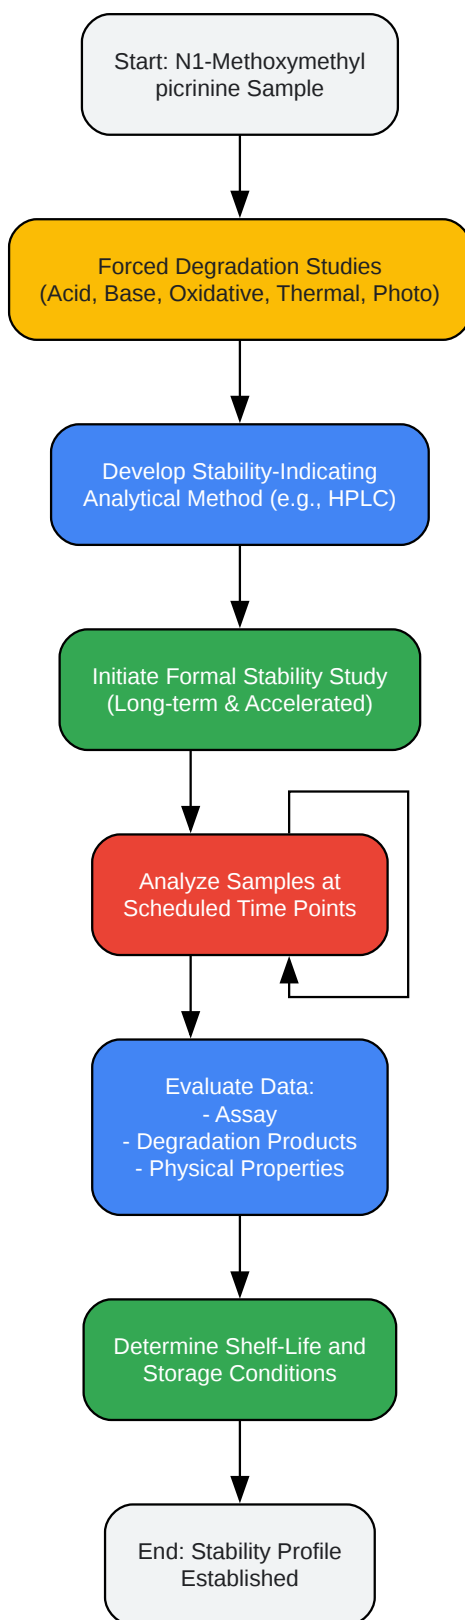 Start: N1-Methoxymethyl
picrinine Sample
Forced Degradation Studies
(Acid, Base, Oxidative, Thermal, Photo)
Develop Stability-Indicating
Analytical Method (e.g., HPLC)
Initiate Formal Stability Study
(Long-term & Accelerated)
Analyze Samples at
Scheduled Time Points
Evaluate Data:
- Assay
- Degradation Products
- Physical Properties
Determine Shelf-Life and
Storage Conditions
End: Stability Profile
Established